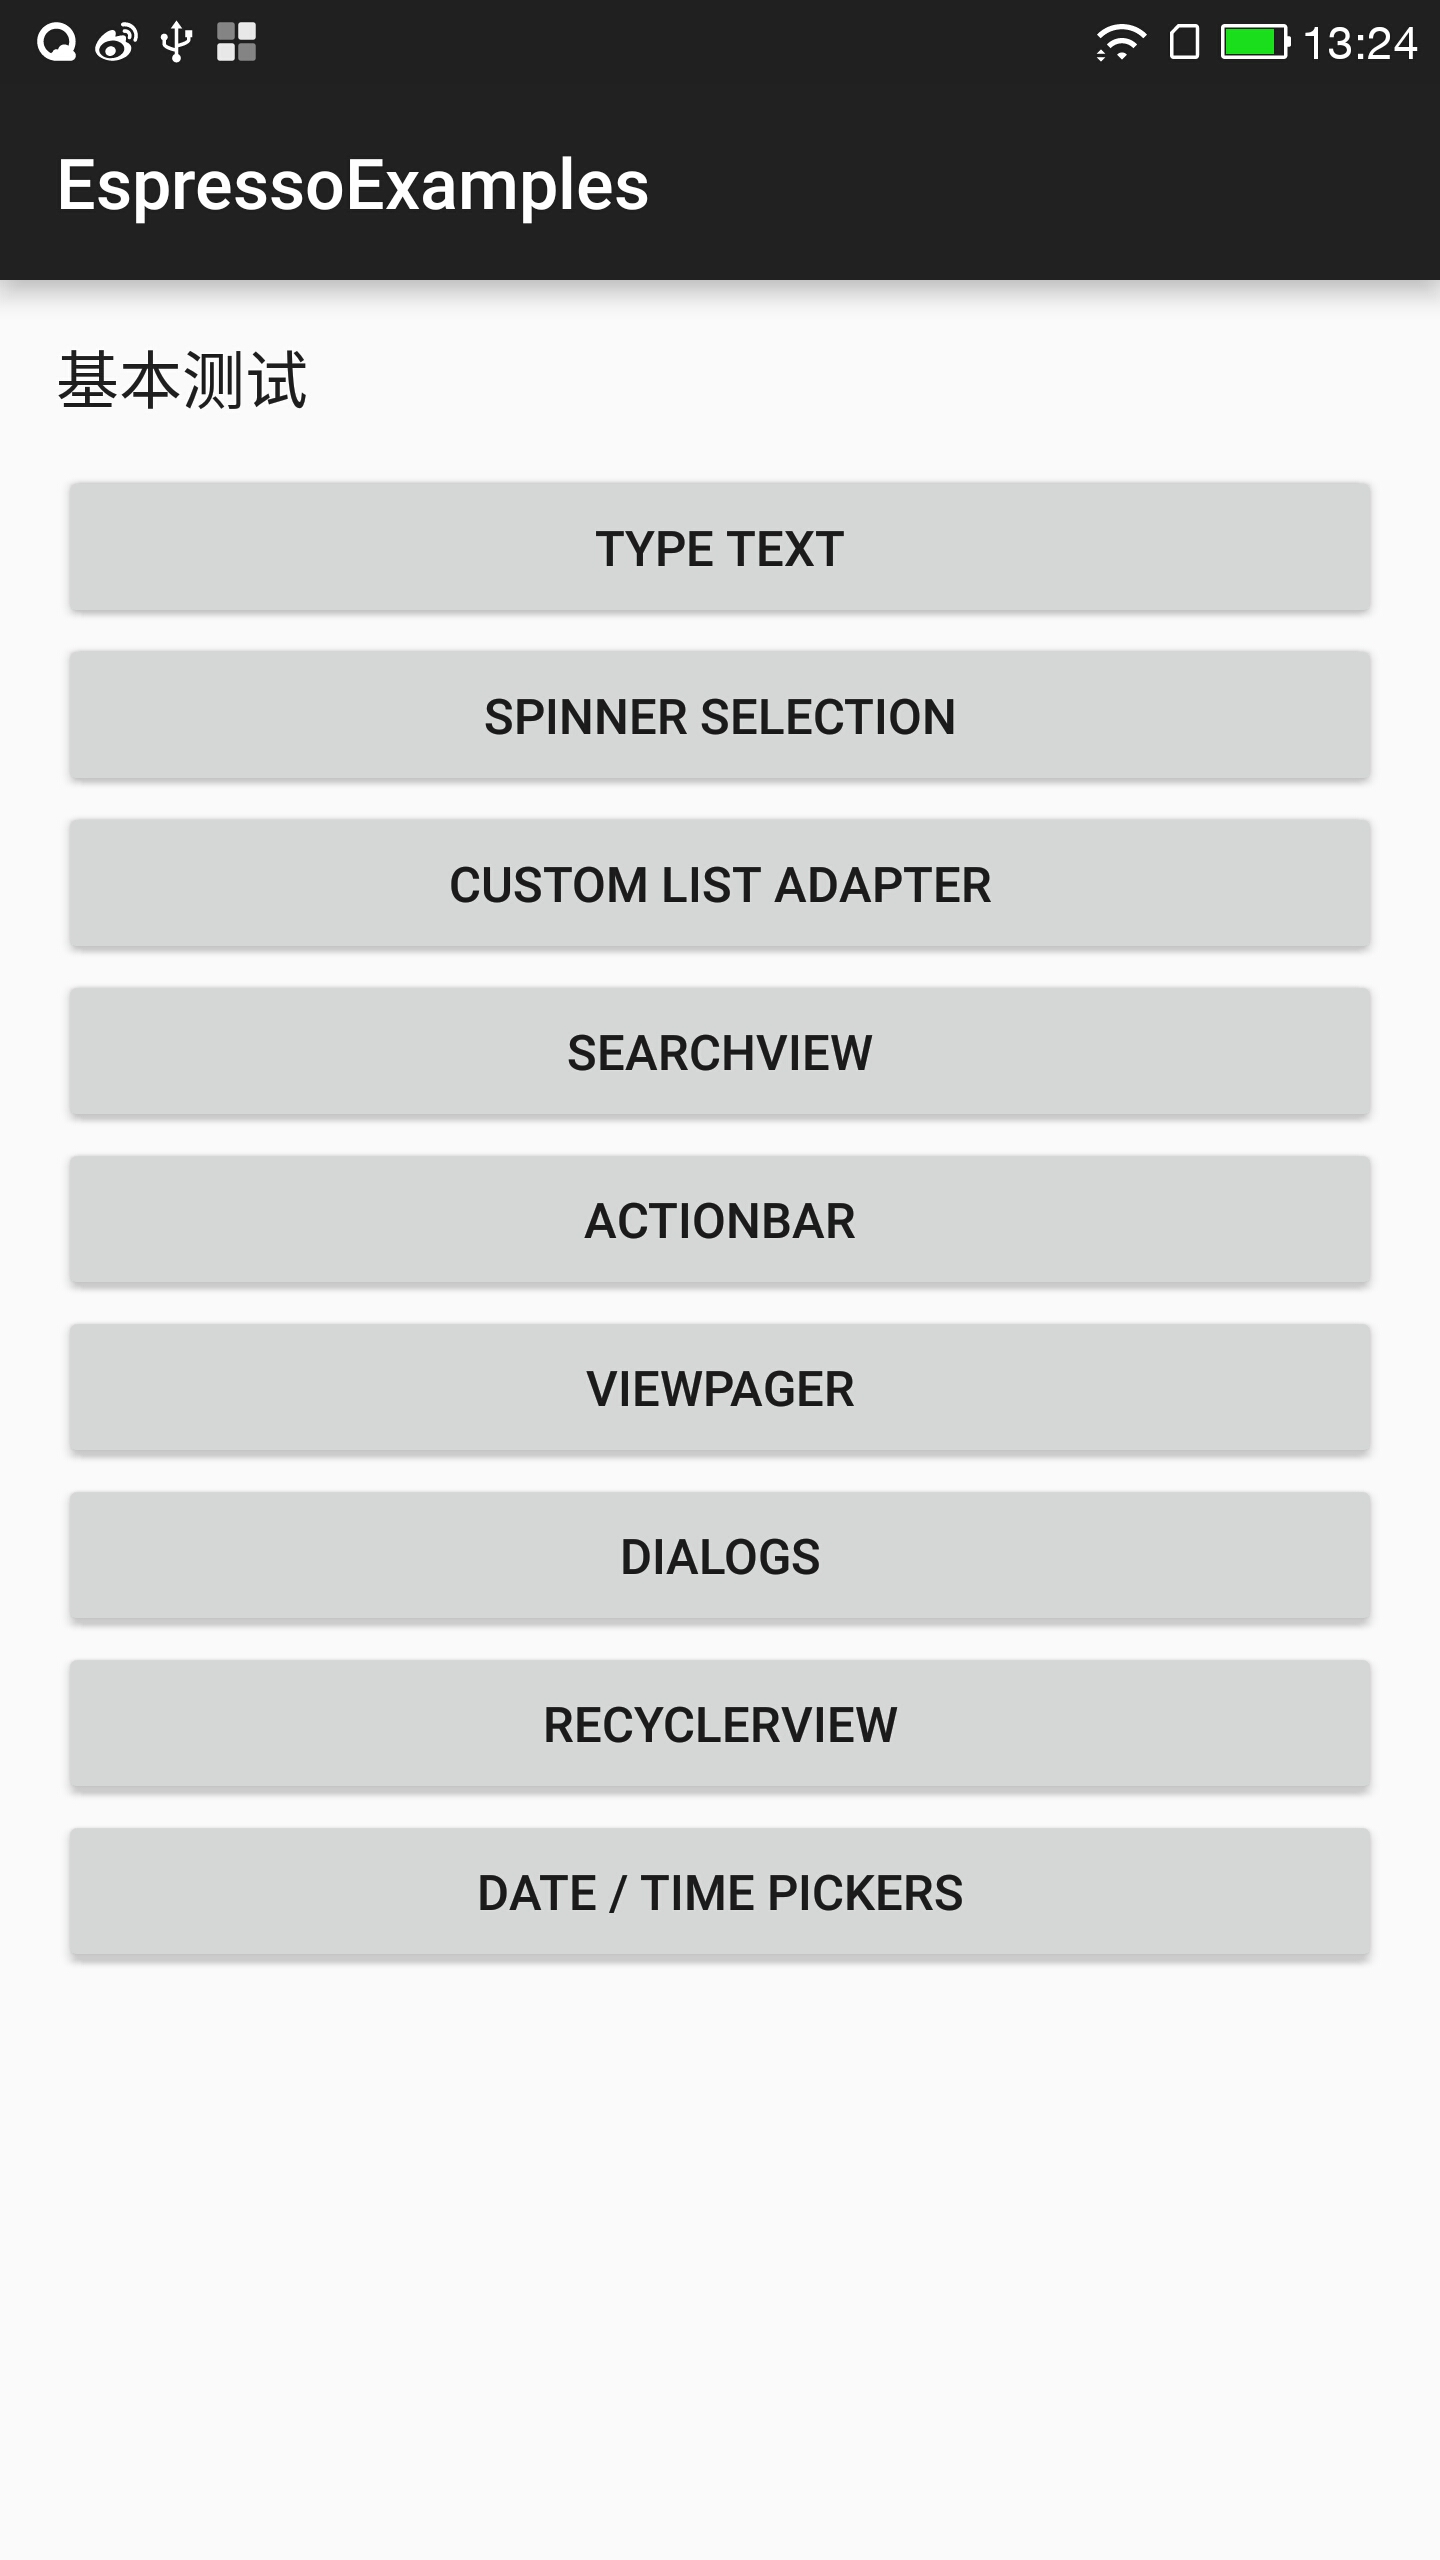 13:24
EspressoExamples
基本测试
TYPE TEXT
SPINNER SELECTION
CUSTOM LIST ADAPTER
SEARCHVIEW
ACTIONBAR
VIEWPAGER
DIALOGS
RECYCLERVIEW
DATE / TIME PICKERS